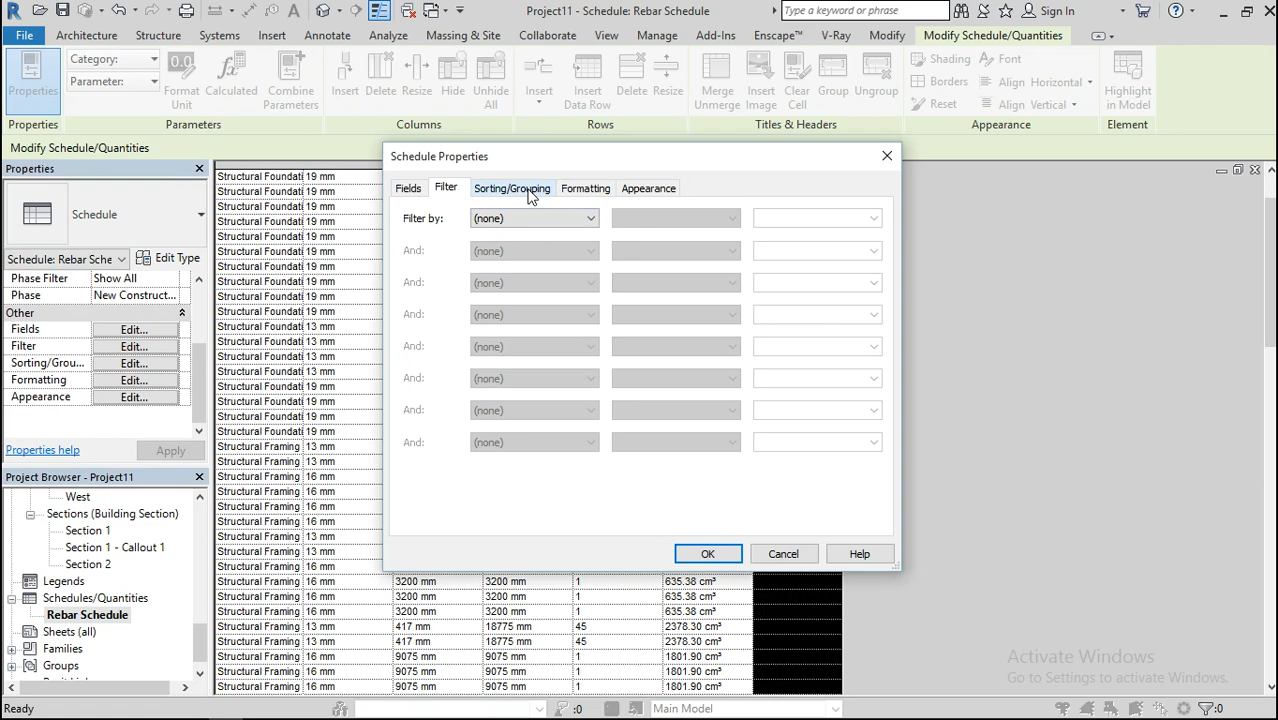 Project11 - Schedule: Rebar Schedule
Type a keyword or phrase
Sign In
File Architecture Structure Systems Insert Annotate Analyze Massing & Site Collaborate View Manage Add-Ins Enscape™ V-Ray Modify Modify Schedule/Quantities
Category:
Parameter:
Properties
Format Unit
Calculated
Combine Parameters
Insert Delete Resize Hide Unhide All
Insert Insert Data Row Delete Resize
Merge Unmerge Insert Image Clear Cell Group Ungroup
Shading Font
Borders Align Horizontal
Reset Align Vertical
Highlight in Model
Properties Parameters Columns Rows Titles & Headers Appearance Element
Modify Schedule/Quantities
Properties
Schedule
Schedule: Rebar Sche Edit Type
Phase Filter Show All
Phase New Construct...
Other
Fields Edit...
Filter Edit...
Sorting/Grou... Edit...
Formatting Edit...
Appearance Edit...
Properties help Apply
Project Browser - Project11
West
Sections (Building Section)
Section 1
Section 1 - Callout 1
Section 2
Legends
Schedules/Quantities
Rebar Schedule
Sheets (all)
Families
Groups
Structural Foundati 19 mm
Structural Foundati 19 mm
Structural Foundati 19 mm
Structural Foundati 19 mm
Structural Foundati 19 mm
Structural Foundati 19 mm
Structural Foundati 19 mm
Structural Foundati 19 mm
Structural Foundati 19 mm
Structural Foundati 19 mm
Structural Foundati 13 mm
Structural Foundati 13 mm
Structural Foundati 13 mm
Structural Foundati 13 mm
Structural Foundati 19 mm
Structural Foundati 19 mm
Structural Foundati 19 mm
Structural Foundati 19 mm
Structural Framing 13 mm
Structural Framing 13 mm
Structural Framing 16 mm
Structural Framing 16 mm
Structural Framing 16 mm
Structural Framing 16 mm
Structural Framing 13 mm
Structural Framing 13 mm
Structural Framing 16 mm
Structural Framing 16 mm 3200 mm 3200 mm 1 635.38 cm³
Structural Framing 16 mm 3200 mm 3200 mm 1 635.38 cm³
Structural Framing 16 mm 3200 mm 3200 mm 1 635.38 cm³
Structural Framing 13 mm 417 mm 18775 mm 45 2378.30 cm³
Structural Framing 13 mm 417 mm 18775 mm 45 2378.30 cm³
Structural Framing 16 mm 9075 mm 9075 mm 1 1801.90 cm³
Structural Framing 16 mm 9075 mm 9075 mm 1 1801.90 cm³
Structural Framing 16 mm 9075 mm 9075 mm 1 1801.90 cm³
Schedule Properties
Fields Filter Sorting/Grouping Formatting Appearance
Filter by: (none)
And: (none)
And: (none)
And: (none)
And: (none)
And: (none)
And: (none)
And: (none)
OK Cancel Help
Activate Windows
Go to Settings to activate Windows.
Ready
:0
Main Model
:0